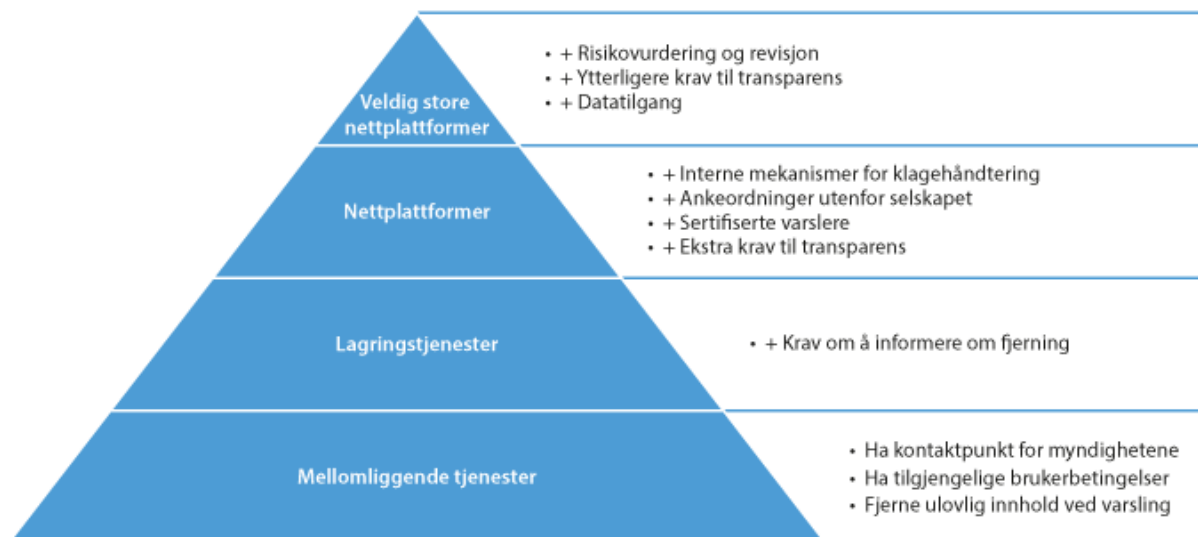 Veldig store
nettplattformer
• + Risikovurdering og revisjon
• + Ytterligere krav til transparens
• + Datatilgang
Nettplattformer
• + Interne mekanismer for klagehåndtering
• + Ankeordninger utenfor selskapet
• + Sertifiserte varslere
• + Ekstra krav til transparens
Lagringstjenester
• + Krav om å informere om fjerning
Mellomliggende tjenester
• Ha kontaktpunkt for myndighetene
• Ha tilgjengelige brukerbetingelser
• Fjerne ulovlig innhold ved varsling